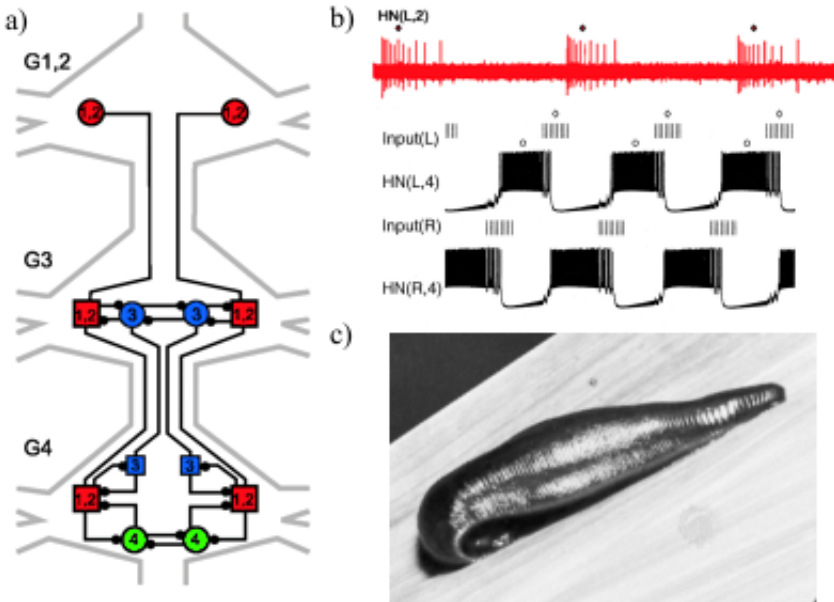 a)
G1,2
1,2 1,2
G3
1,2 3 3 1,2
G4
3 3
1,2 1,2
4 4
b)
HN(L,2)
Input(L)
HN(L,4)
Input(R)
HN(R,4)
c)